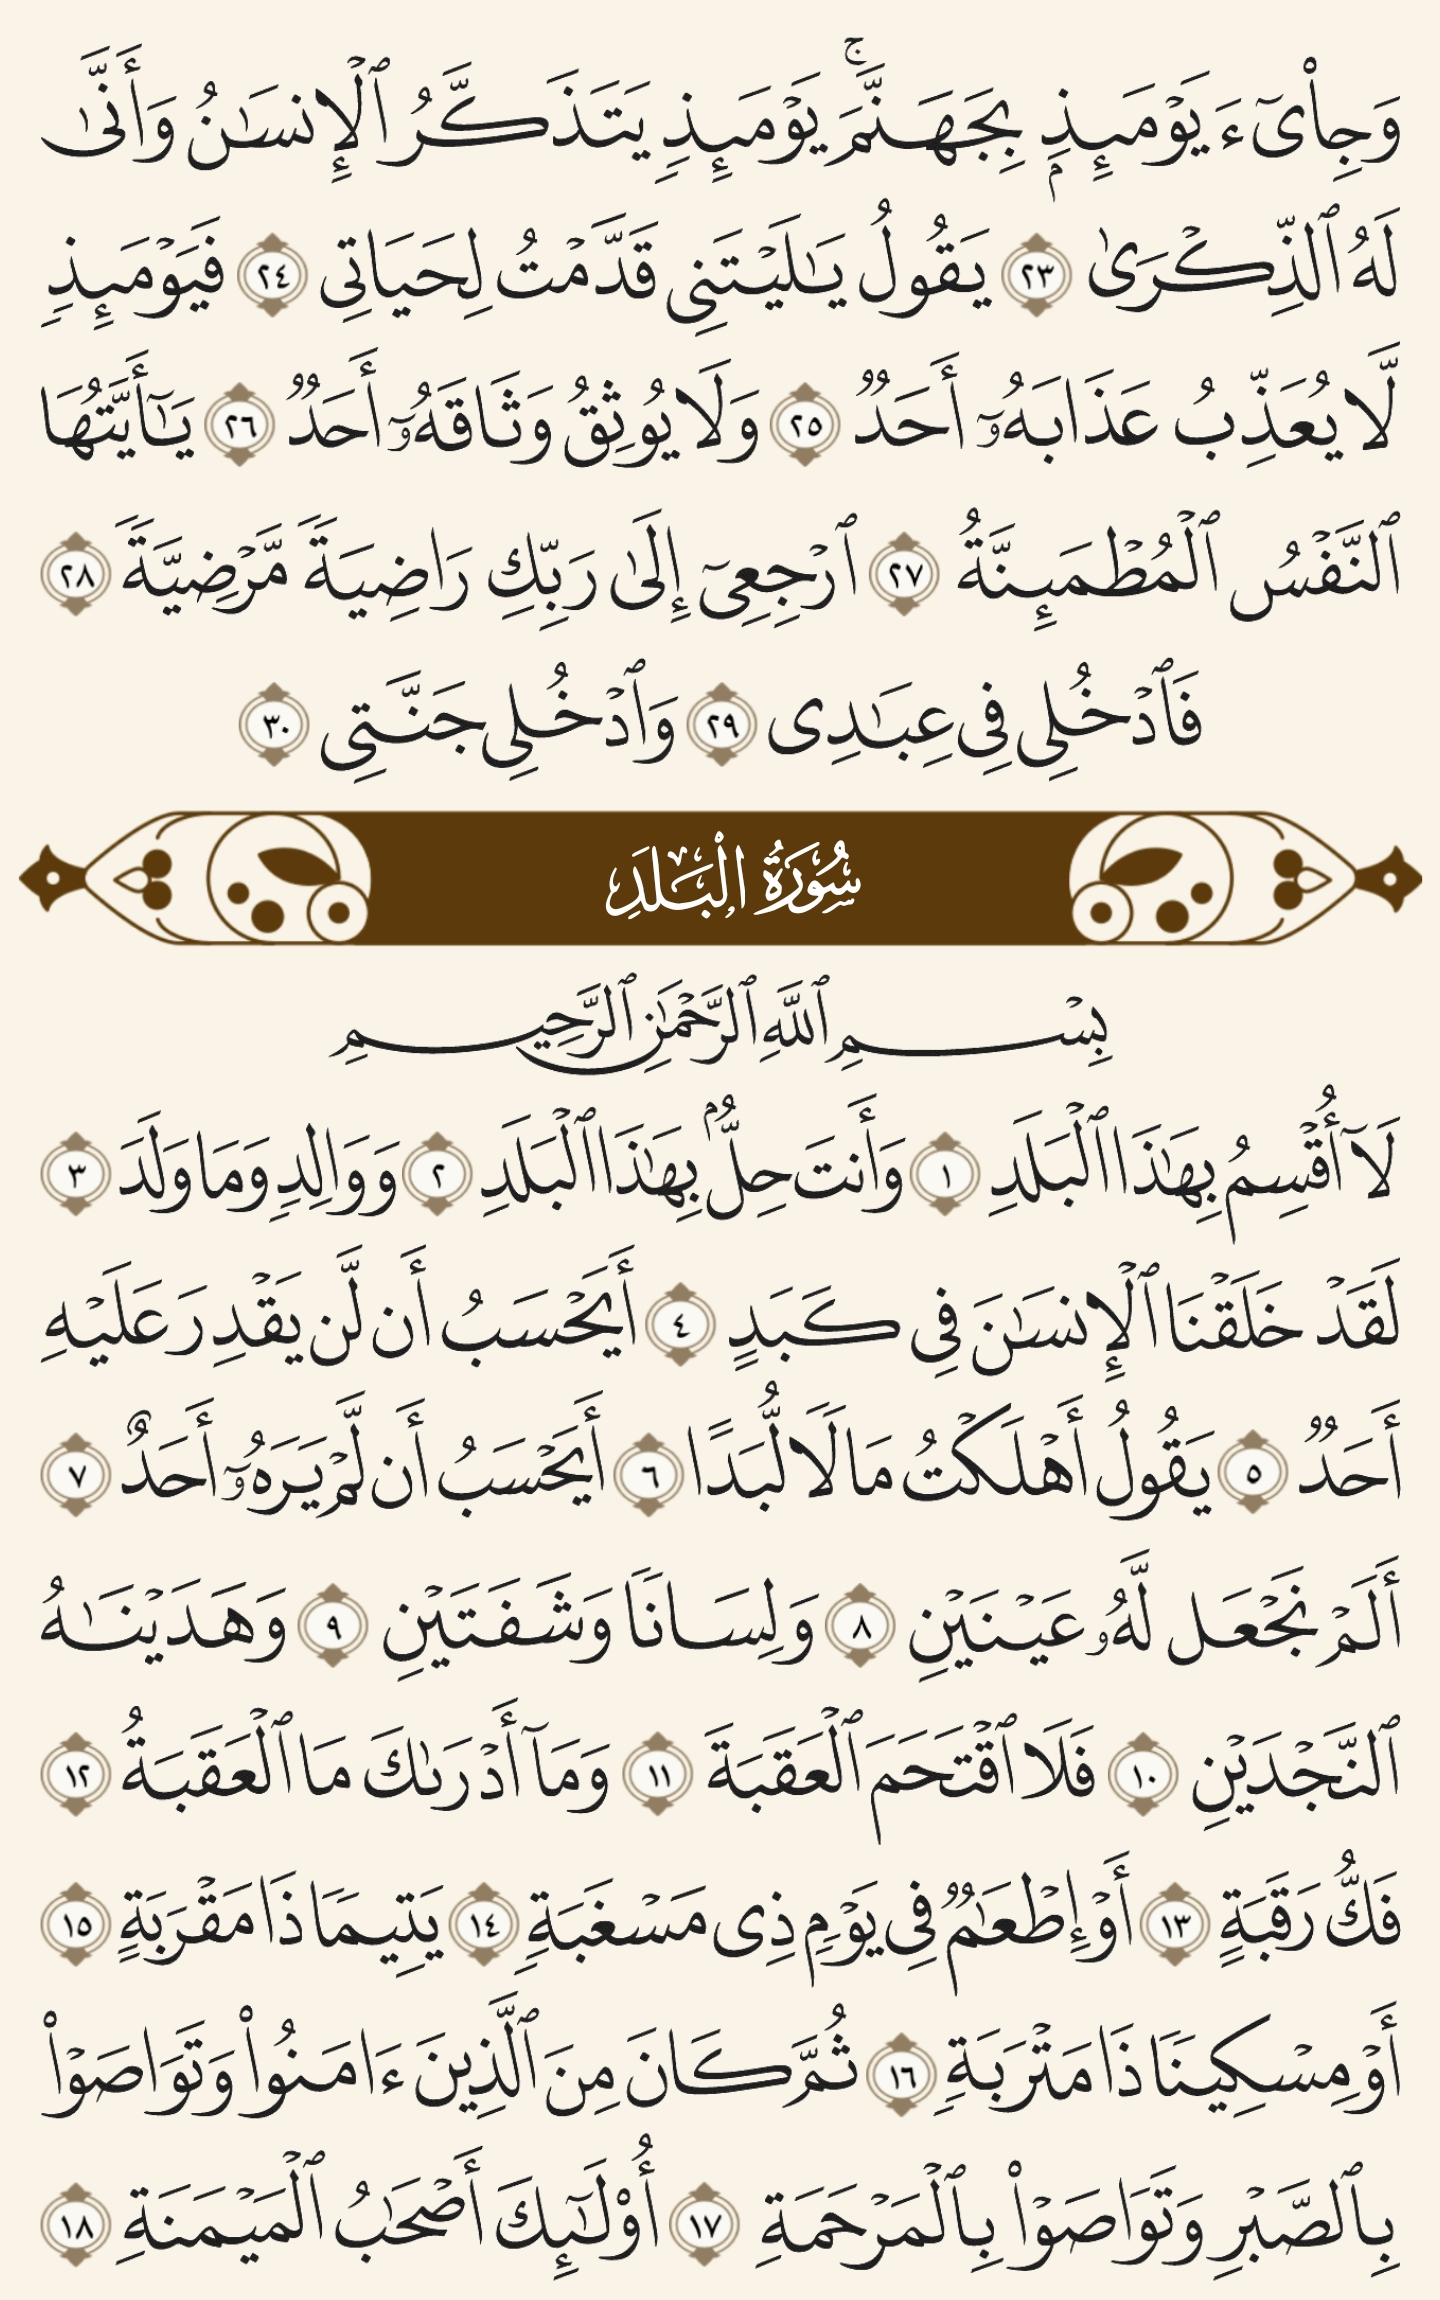 وَجِا۟ىٓءَ يَوْمَئِذٍۭ بِجَهَنَّمَ ۚ يَوْمَئِذٍ يَتَذَكَّرُ ٱلْإِنسَـٰنُ وَأَنَّىٰ
لَهُ ٱلذِّكْرَىٰ ٢٣ يَقُولُ يَـٰلَيْتَنِى قَدَّمْتُ لِحَيَاتِى ٢٤ فَيَوْمَئِذٍ
لَّا يُعَذِّبُ عَذَابَهُۥٓ أَحَدٌ ٢٥ وَلَا يُوثِقُ وَثَاقَهُۥٓ أَحَدٌ ٢٦ يَـٰٓأَيَّتُهَا
ٱلنَّفْسُ ٱلْمُطْمَئِنَّةُ ٢٧ ٱرْجِعِىٓ إِلَىٰ رَبِّكِ رَاضِيَةً مَّرْضِيَّةً ٢٨
فَٱدْخُلِى فِى عِبَـٰدِى ٢٩ وَٱدْخُلِى جَنَّتِى ٣٠
سُورَةُ الْبَلَدِ
بِسْمِ ٱللَّهِ ٱلرَّحْمَـٰنِ ٱلرَّحِيمِ
لَآ أُقْسِمُ بِهَـٰذَا ٱلْبَلَدِ ١ وَأَنتَ حِلٌّۢ بِهَـٰذَا ٱلْبَلَدِ ٢ وَوَالِدٍ وَمَا وَلَدَ ٣
لَقَدْ خَلَقْنَا ٱلْإِنسَـٰنَ فِى كَبَدٍ ٤ أَيَحْسَبُ أَن لَّن يَقْدِرَ عَلَيْهِ
أَحَدٌ ٥ يَقُولُ أَهْلَكْتُ مَالًا لُّبَدًا ٦ أَيَحْسَبُ أَن لَّمْ يَرَهُۥٓ أَحَدٌ ٧
أَلَمْ نَجْعَل لَّهُۥ عَيْنَيْنِ ٨ وَلِسَانًا وَشَفَتَيْنِ ٩ وَهَدَيْنَـٰهُ
ٱلنَّجْدَيْنِ ١٠ فَلَا ٱقْتَحَمَ ٱلْعَقَبَةَ ١١ وَمَآ أَدْرَىٰكَ مَا ٱلْعَقَبَةُ ١٢
فَكُّ رَقَبَةٍ ١٣ أَوْ إِطْعَـٰمٌ فِى يَوْمٍ ذِى مَسْغَبَةٍ ١٤ يَتِيمًا ذَا مَقْرَبَةٍ ١٥
أَوْ مِسْكِينًا ذَا مَتْرَبَةٍ ١٦ ثُمَّ كَانَ مِنَ ٱلَّذِينَ ءَامَنُوا۟ وَتَوَاصَوْا۟
بِٱلصَّبْرِ وَتَوَاصَوْا۟ بِٱلْمَرْحَمَةِ ١٧ أُو۟لَـٰٓئِكَ أَصْحَـٰبُ ٱلْمَيْمَنَةِ ١٨